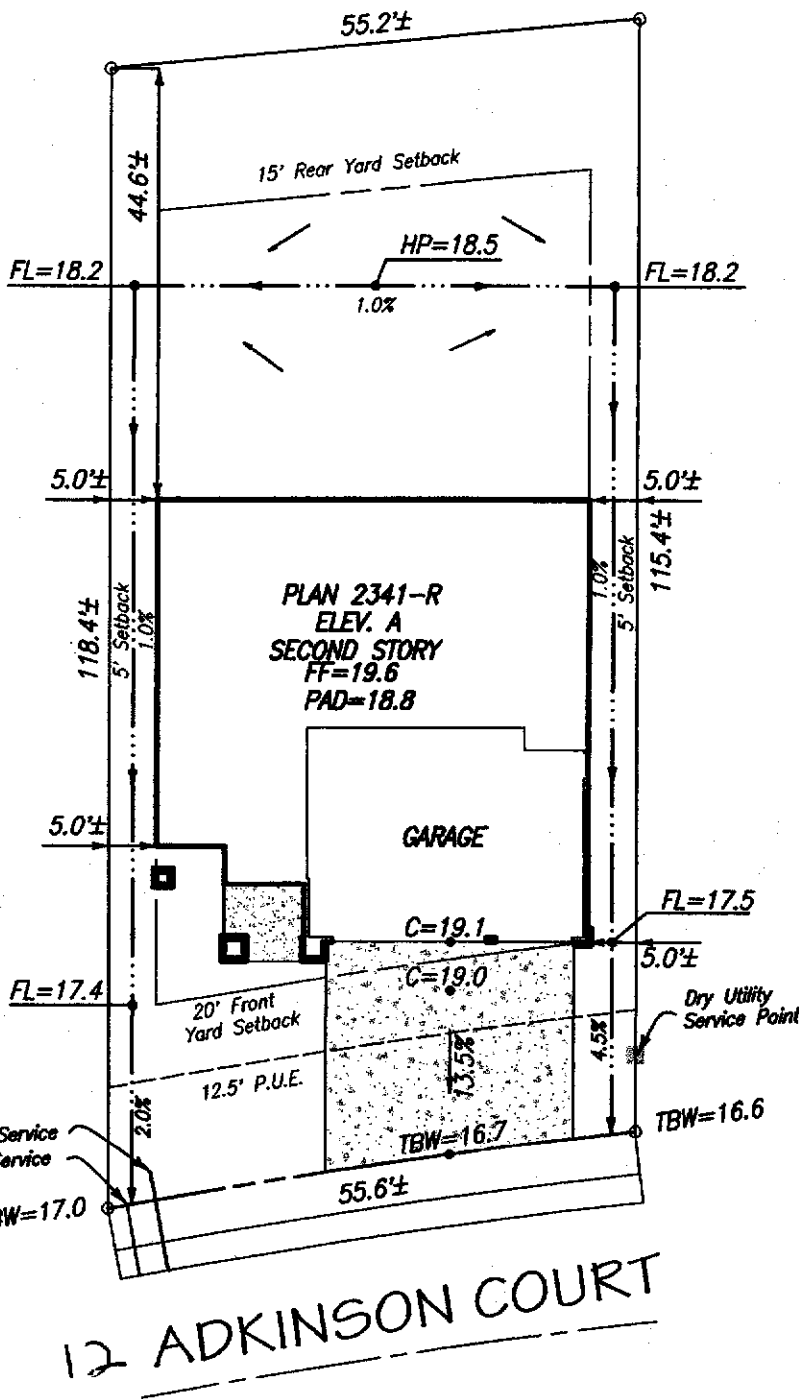 55.2'±
44.6'±
15' Rear Yard Setback
HP=18.5
FL=18.2
FL=18.2
1.0%
5.0'±
5.0'±
118.4'±
5' Setback
1.0%
1.0%
5' Setback
115.4'±
PLAN 2341-R
ELEV. A
SECOND STORY
FF=19.6
PAD=18.8
5.0'±
GARAGE
FL=17.5
C=19.1
5.0'±
C=19.0
FL=17.4
20' Front
Yard Setback
Dry Utility
Service Point
12.5' P.U.E.
13.5%
4.5%
2.0%
Service
Service
TBW=16.7
TBW=16.6
W=17.0
55.6'±
12 ADKINSON COURT